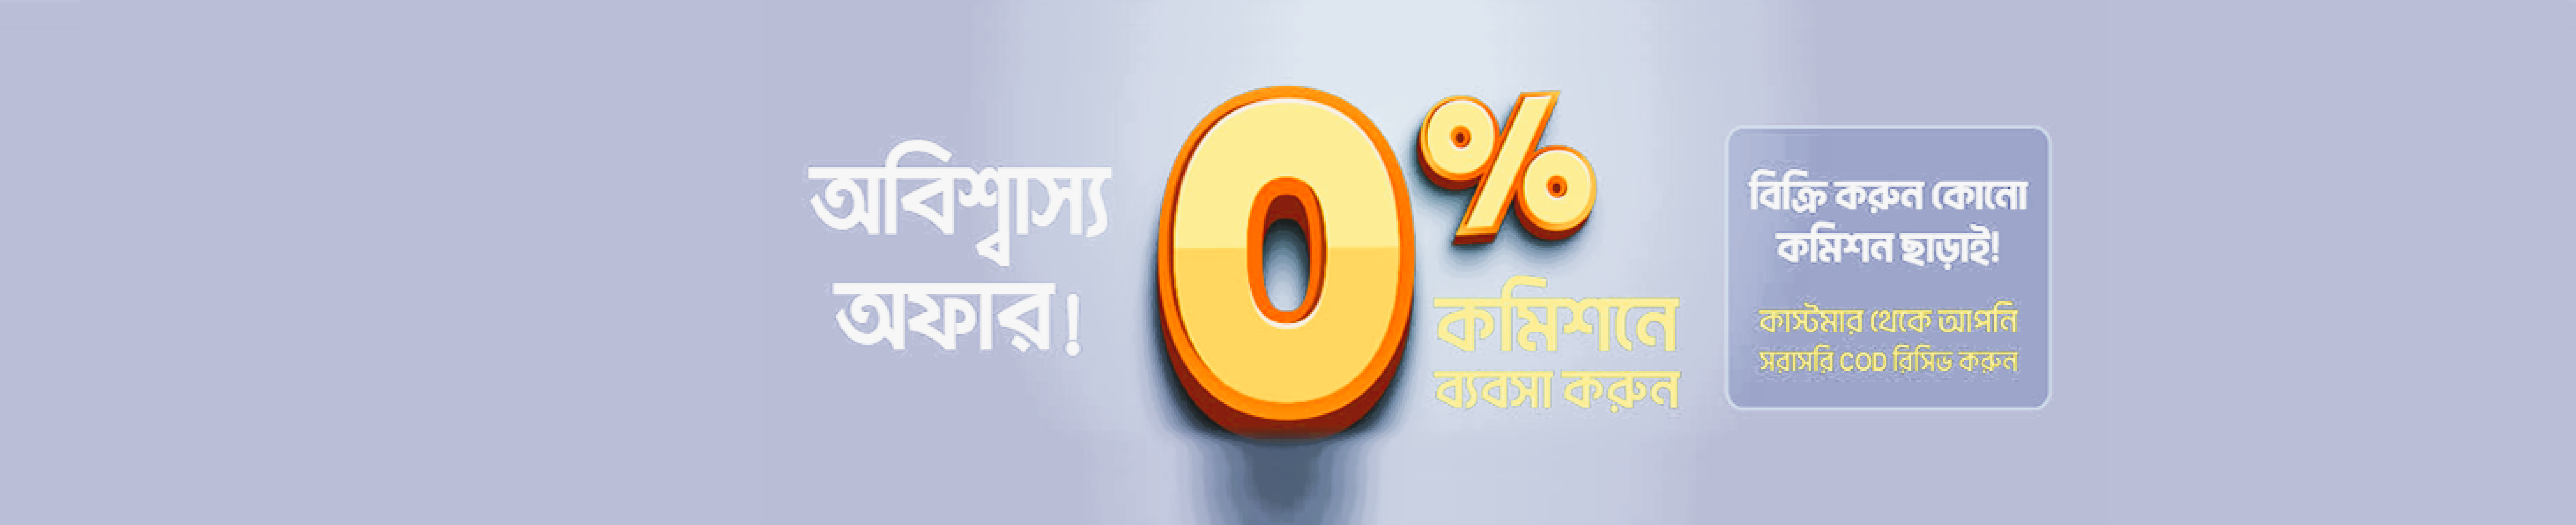 অবিশ্বাস্য
অফার!
0%
কমিশনে
ব্যবসা করুন
বিক্রি করুন কোনো
কমিশন ছাড়াই!
কাস্টমার থেকে আপনি
সরাসরি COD রিসিভ করুন